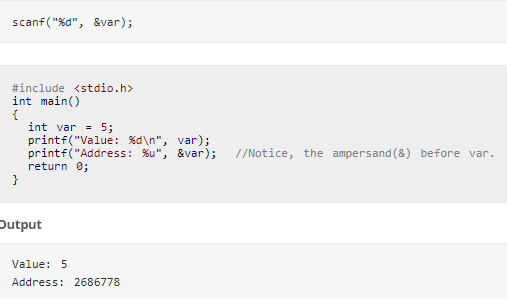 scanf("%d", &var);
#include <stdio.h>
int main()
{
int var = 5;
printf("Value: %d\n", var);
printf("Address: %u", &var); //Notice, the ampersand(&) before var.
return 0;
}
Output
Value: 5
Address: 2686778